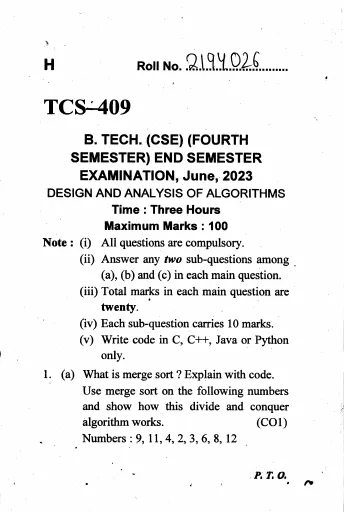 H
Roll No. 2194026
TCS-409
B. TECH. (CSE) (FOURTH
SEMESTER) END SEMESTER
EXAMINATION, June, 2023
DESIGN AND ANALYSIS OF ALGORITHMS
Time : Three Hours
Maximum Marks : 100
Note : (i) All questions are compulsory.
(ii) Answer any two sub-questions among
(a), (b) and (c) in each main question.
(iii) Total marks in each main question are
twenty.
(iv) Each sub-question carries 10 marks.
(v) Write code in C, C++, Java or Python
only.
1. (a) What is merge sort ? Explain with code.
Use merge sort on the following numbers
and show how this divide and conquer
algorithm works. (CO1)
Numbers : 9, 11, 4, 2, 3, 6, 8, 12
P. T. O.